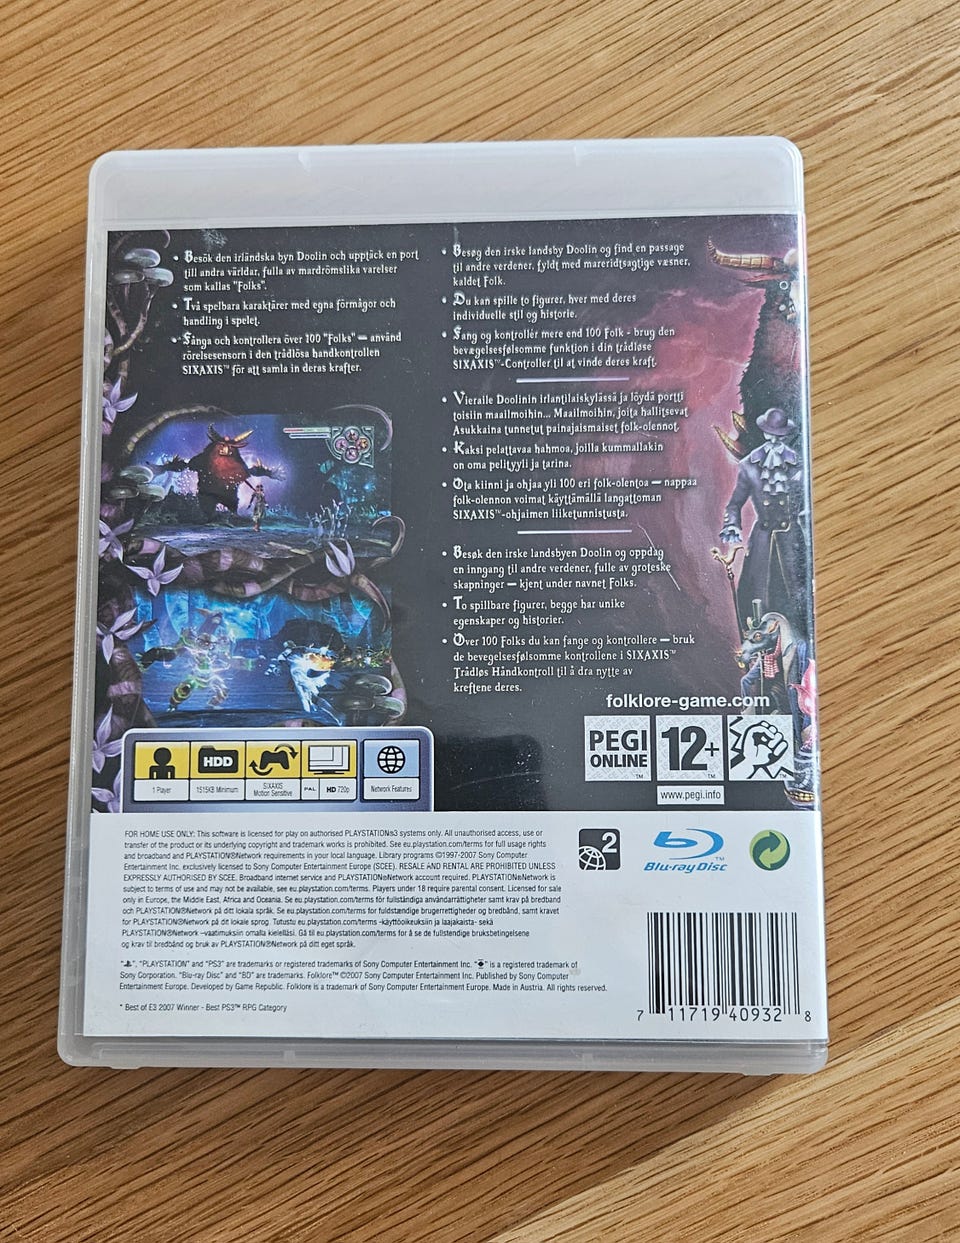 • Besök den irländska byn Doolin och upptäck en port
till andra världar, fulla av mardrömslika varelser
som kallas "Folks".
• Två spelbara karaktärer med egna förmågor och
handling i spelet.
• Fånga och kontrollera över 100 "Folks" – använd
rörelsesensorn i den trådlösa handkontrollen
SIXAXIS™ för att samla in deras krafter.
• Besøg den irske landsby Doolin og find en passage
til andre verdener, fyldt med mareridtsagtige væsner,
kaldet Folk.
• Du kan spille to figurer, hver med deres
individuelle stil og historie.
• Fang og kontrollér mere end 100 Folk - brug den
bevægelsesfølsomme funktion i din trådløse
SIXAXIS™-Controller til at vinde deres kraft.
• Vieraile Doolinin irlantilaiskylässä ja löydä portti
toisiin maailmoihin... Maailmoihin, joita hallitsevat
Asukkaina tunnetut painajaismaiset folk-olennot.
• Kaksi pelattavaa hahmoa, joilla kummallakin
on oma pelityyli ja tarina.
• Ota kiinni ja ohjaa yli 100 eri folk-olentoa – nappaa
folk-olennon voimat käyttämällä langattoman
SIXAXIS™-ohjaimen liiketunnistusta.
• Besøk den irske landsbyen Doolin og oppdag
en inngang til andre verdener, fulle av groteske
skapninger – kjent under navnet Folks.
• To spillbare figurer, begge har unike
egenskaper og historier.
• Over 100 Folks du kan fange og kontrollere – bruk
de bevegelsesfølsomme kontrollene i SIXAXIS™
Trådløs Håndkontroll til å dra nytte av
kreftene deres.
folklore-game.com
PEGI
ONLINE
™
12+
™
www.pegi.info
HDD
1 Player
1515KB Minimum
SIXAXIS
Motion Sensitive
PAL
HD 720p
Network Features
FOR HOME USE ONLY: This software is licensed for play on authorised PLAYSTATION®3 systems only. All unauthorised access, use or
transfer of the product or its underlying copyright and trademark works is prohibited. See eu.playstation.com/terms for full usage rights
and broadband and PLAYSTATION®Network requirements in your local language. Library programs ©1997-2007 Sony Computer
Entertainment Inc. exclusively licensed to Sony Computer Entertainment Europe (SCEE). RESALE AND RENTAL ARE PROHIBITED UNLESS
EXPRESSLY AUTHORISED BY SCEE. Broadband internet service and PLAYSTATION®Network account required. PLAYSTATION®Network is
subject to terms of use and may not be available, see eu.playstation.com/terms. Players under 18 require parental consent. Licensed for sale
only in Europe, the Middle East, Africa and Oceania. Se eu.playstation.com/terms för fullständiga användarrättigheter samt krav på bredband
och PLAYSTATION®Network på ditt lokala språk. Se eu.playstation.com/terms for fuldstændige brugerrettigheder og bredbånd, samt kravet
for PLAYSTATION®Network på dit lokale sprog. Tutustu eu.playstation.com/terms -käyttöoikeuksiin ja laajakaista- sekä
PLAYSTATION®Network –vaatimuksiin omalla kielelläsi. Gå til eu.playstation.com/terms for å se de fullstendige bruksbetingelsene
og krav til bredbånd og bruk av PLAYSTATION®Network på ditt eget språk.
" ", "PLAYSTATION" and "PS3" are trademarks or registered trademarks of Sony Computer Entertainment Inc. " " is a registered trademark of
Sony Corporation. "Blu-ray Disc" and "BD" are trademarks. Folklore™ ©2007 Sony Computer Entertainment Inc. Published by Sony Computer
Entertainment Europe. Developed by Game Republic. Folklore is a trademark of Sony Computer Entertainment Europe. Made in Austria. All rights reserved.
* Best of E3 2007 Winner - Best PS3™ RPG Category
2
Blu-ray Disc
7 11719 40932 8